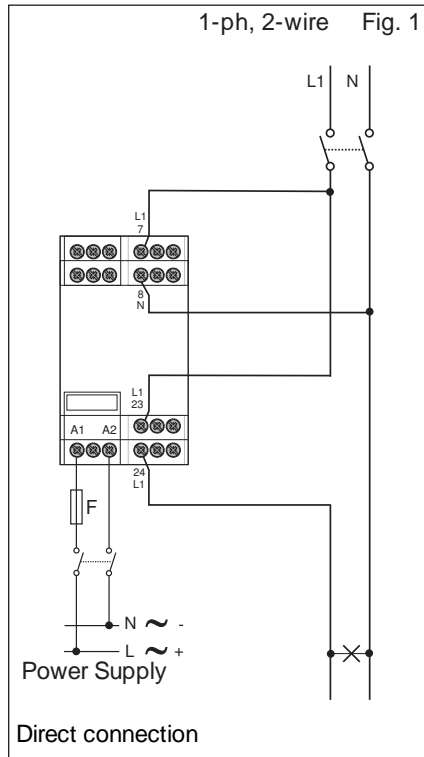 1-ph, 2-wire Fig. 1
L1 N
L1
7
8
N
L1
23
A1 A2
24
L1
F
N ~ -
L ~ +
Power Supply
Direct connection